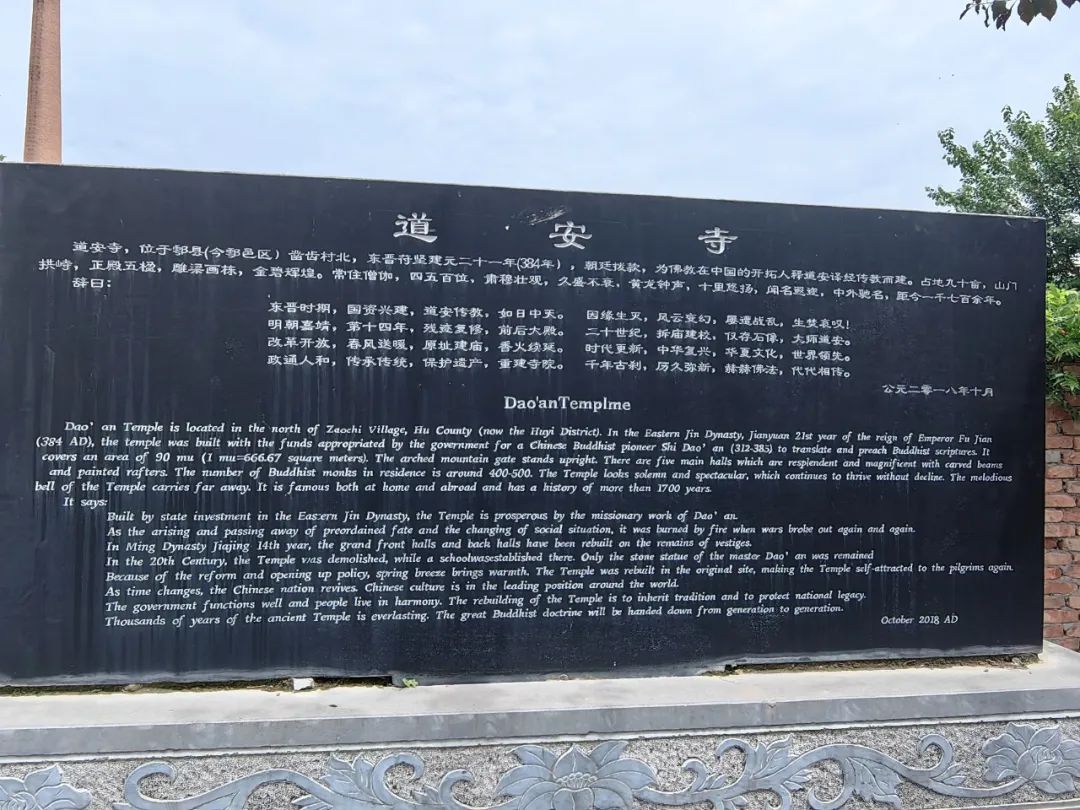 道安寺
道安寺，位于鄠县(今鄠邑区）凿齿村北，东晋苻坚建元二十一年(384年），朝廷拨款，为佛教在中国的开拓人释道安译经传教而建。占地九十亩，山门
拱峙，正殿五楹，雕梁画栋，金碧辉煌。常住僧伽，四五百位，肃穆壮观，久盛不衰，黄龙钟声，十里悠扬，闻名遐迩，中外驰名，距今一千七百余年。
辞曰：
东晋时期，国资兴建，道安传教，如日中天。 因缘生灭，风云变幻，屡遭战乱，生焚哀叹！
明朝嘉靖，第十四年，残迹复修，前后大殿。 二十世纪，拆庙建校，仅存石像，大师道安。
改革开放，春风送暖，原址建庙，香火续延。 时代更新，中华复兴，华夏文化，世界领先。
政通人和，传承传统，保护遗产，重建寺院。 千年古刹，历久弥新，赫赫佛法，代代相传。
公元二零一八年十月
Dao'anTemplme
Dao' an Temple is located in the north of Zaochi Village, Hu County (now the Huyi District). In the Eastern Jin Dynasty, Jianyuan 21st year of the reign of Emperor Fu Jian
(384 AD), the temple was built with the funds appropriated by the government for a Chinese Buddhist pioneer Shi Dao' an (312-385) to translate and preach Buddhist scriptures. It
covers an area of 90 mu (1 mu=666.67 square meters). The arched mountain gate stands upright. There are five main halls which are resplendent and magnificent with carved beams
and painted rafters. The number of Buddhist monks in residence is around 400-500. The Temple looks solemn and spectacular, which continues to thrive without decline. The melodious
bell of the Temple carries far away. It is famous both at home and abroad and has a history of more than 1700 years.
It says:
Built by state investment in the Eastern Jin Dynasty, the Temple is prosperous by the missionary work of Dao' an.
As the arising and passing away of preordained fate and the changing of social situation, it was burned by fire when wars broke out again and again.
In Ming Dynasty Jiajing 14th year, the grand front halls and back halls have been rebuilt on the remains of vestiges.
In the 20th Century, the Temple was demolished, while a schoolwasestablished there. Only the stone statue of the master Dao' an was remained
Because of the reform and opening up policy, spring breeze brings warmth. The Temple was rebuilt in the original site, making the Temple self-attracted to the pilgrims again.
As time changes, the Chinese nation revives. Chinese culture is in the leading position around the world.
The government functions well and people live in harmony. The rebuilding of the Temple is to inherit tradition and to protect national legacy.
Thousands of years of the ancient Temple is everlasting. The great Buddhist doctrine will be handed down from generation to generation.
October 2018 AD